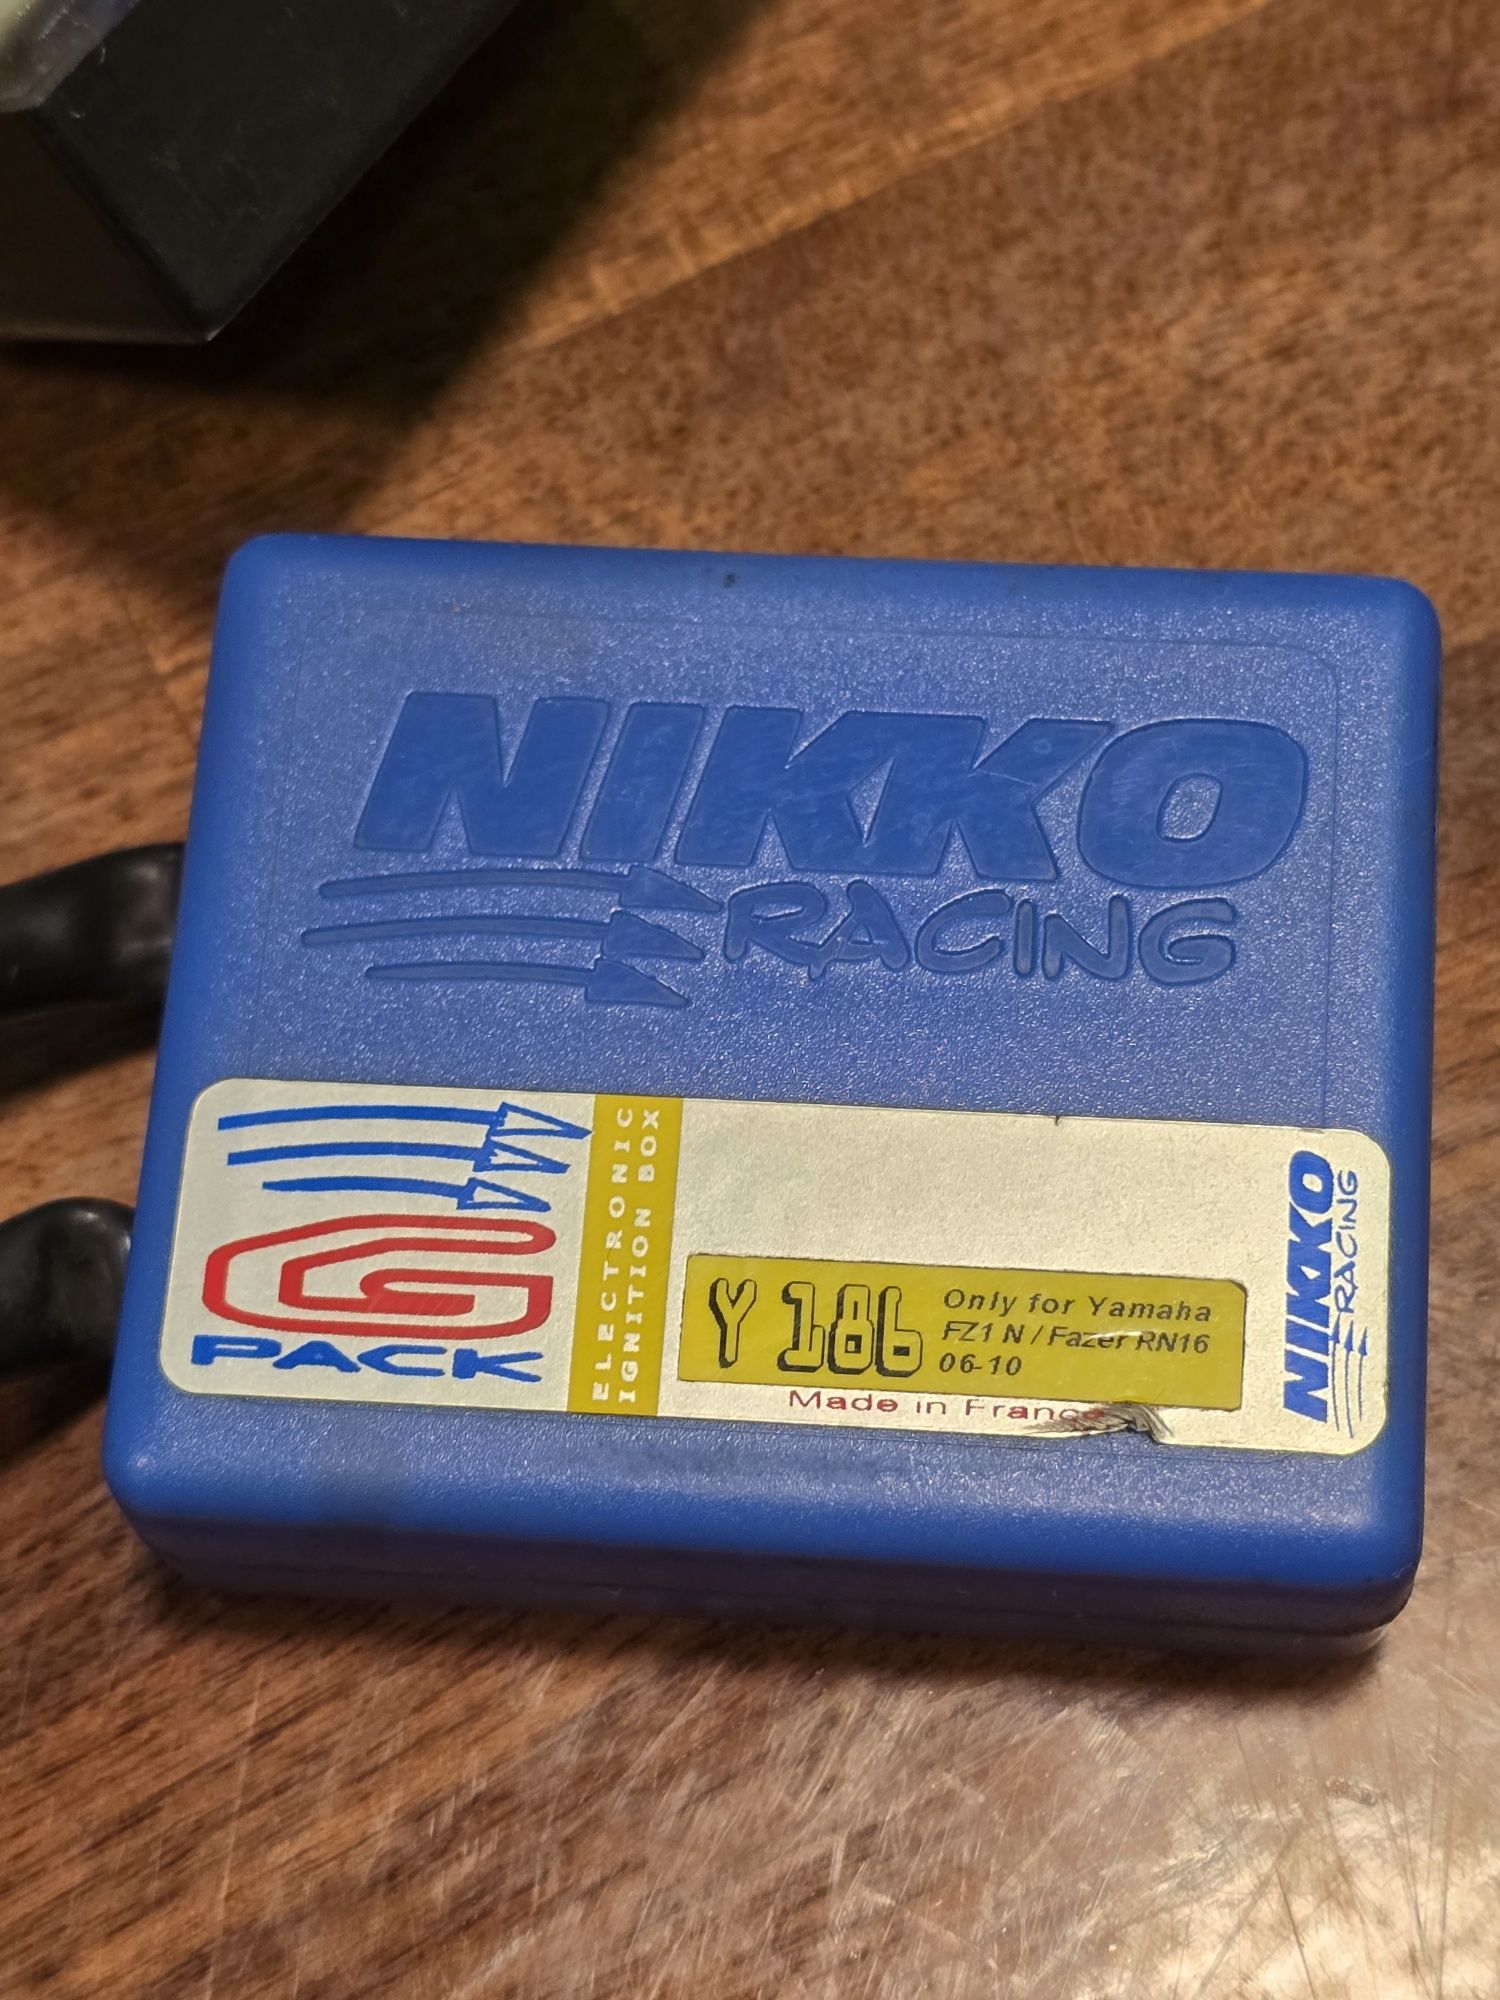 NIKKO
RACING
G
PACK
ELECTRONIC
IGNITION BOX
Y 186
Only for Yamaha
FZ1 N / Fazer RN16
06-10
Made in France
NIKKO
RACING